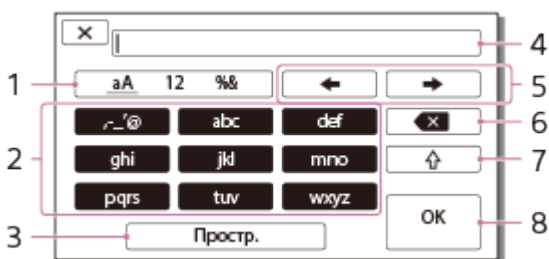 4
1 aA 12 %& 5
,-_'@ abc def 6
2 ghi jkl mno 7
pqrs tuv wxyz
OK 8
3 Простр.